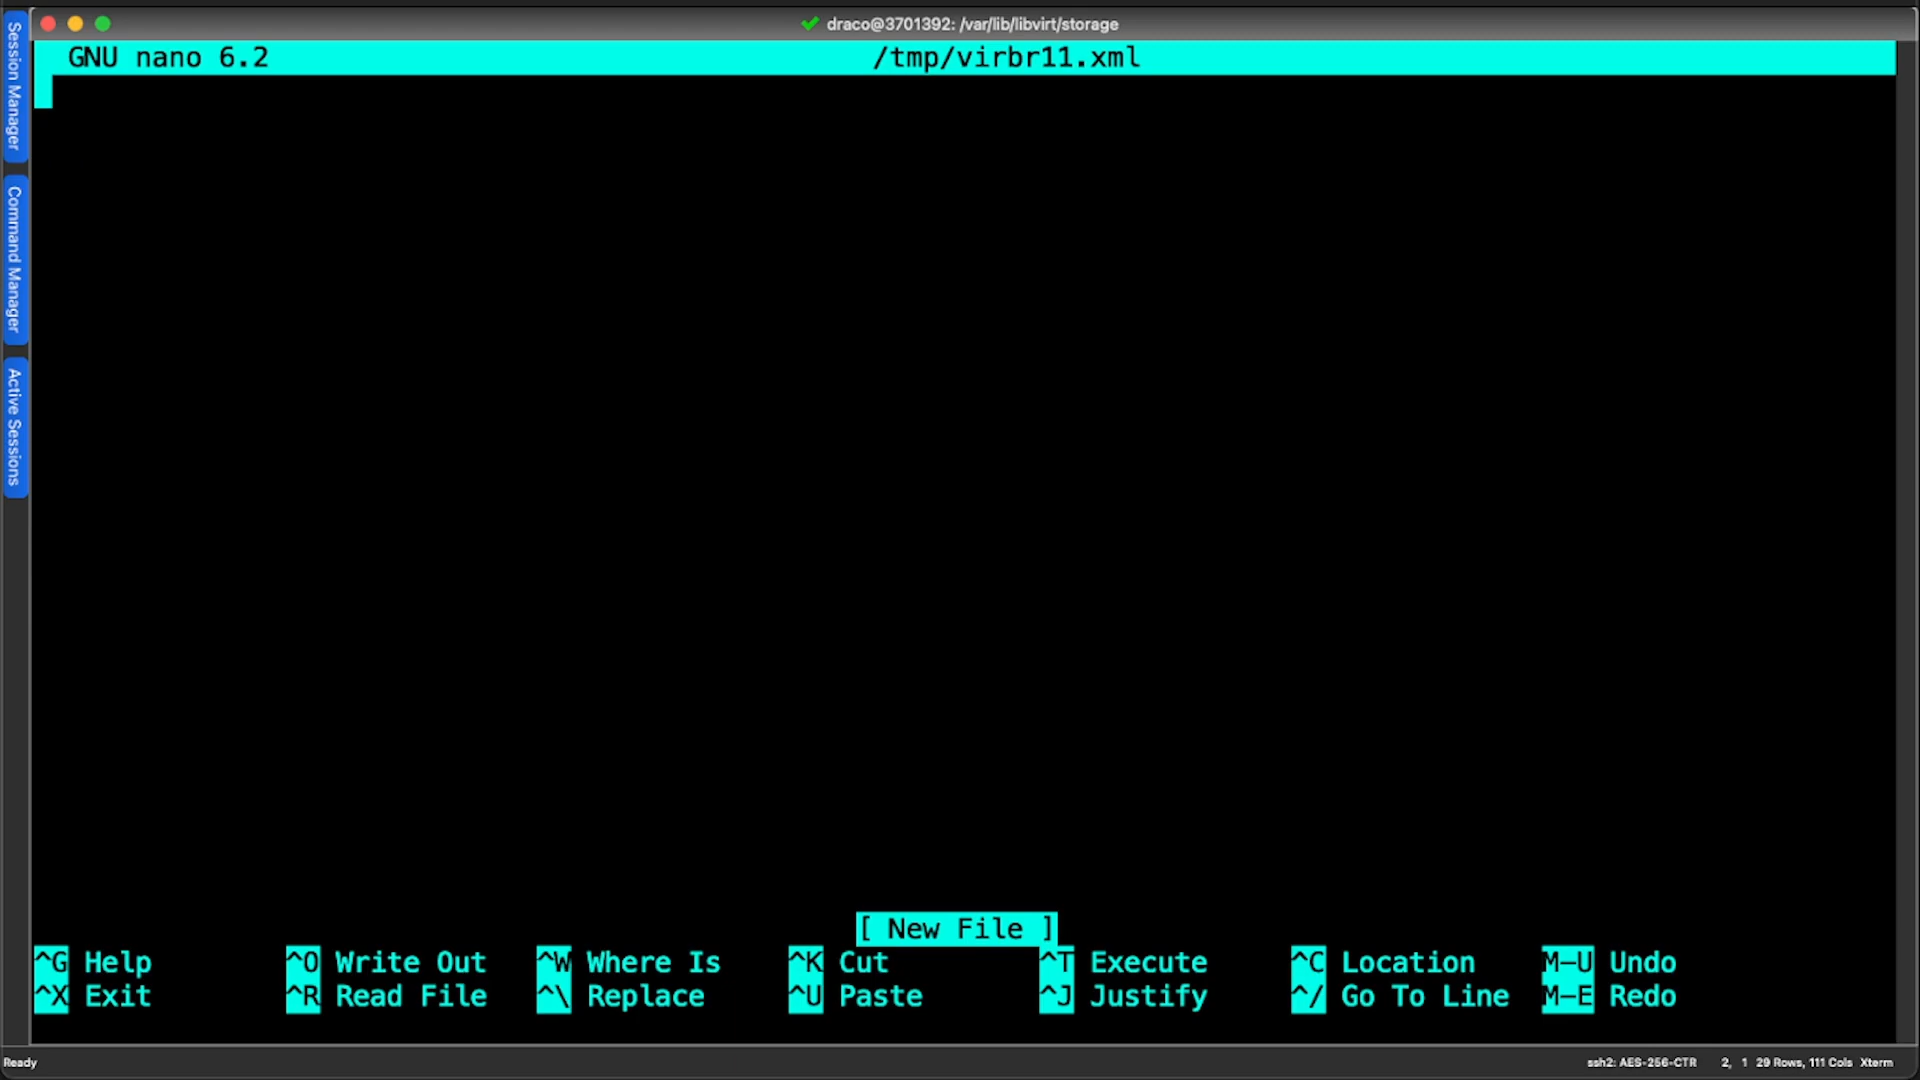 draco@3701392: /var/lib/libvirt/storage
Session Manager
Command Manager
Active Sessions
GNU nano 6.2 /tmp/virbr11.xml
[ New File ]
^G Help ^O Write Out ^W Where Is ^K Cut ^T Execute ^C Location M-U Undo
^X Exit ^R Read File ^\ Replace ^U Paste ^J Justify ^/ Go To Line M-E Redo
Ready ssh2: AES-256-CTR 2, 1 29 Rows, 111 Cols Xterm